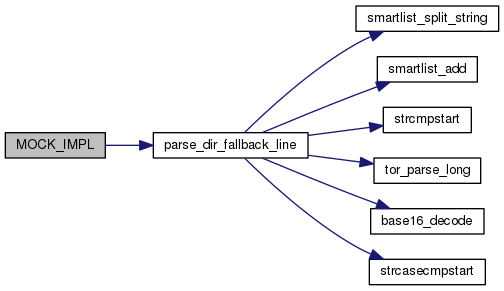 MOCK_IMPL
parse_dir_fallback_line
smartlist_split_string
smartlist_add
strcmpstart
tor_parse_long
base16_decode
strcasecmpstart